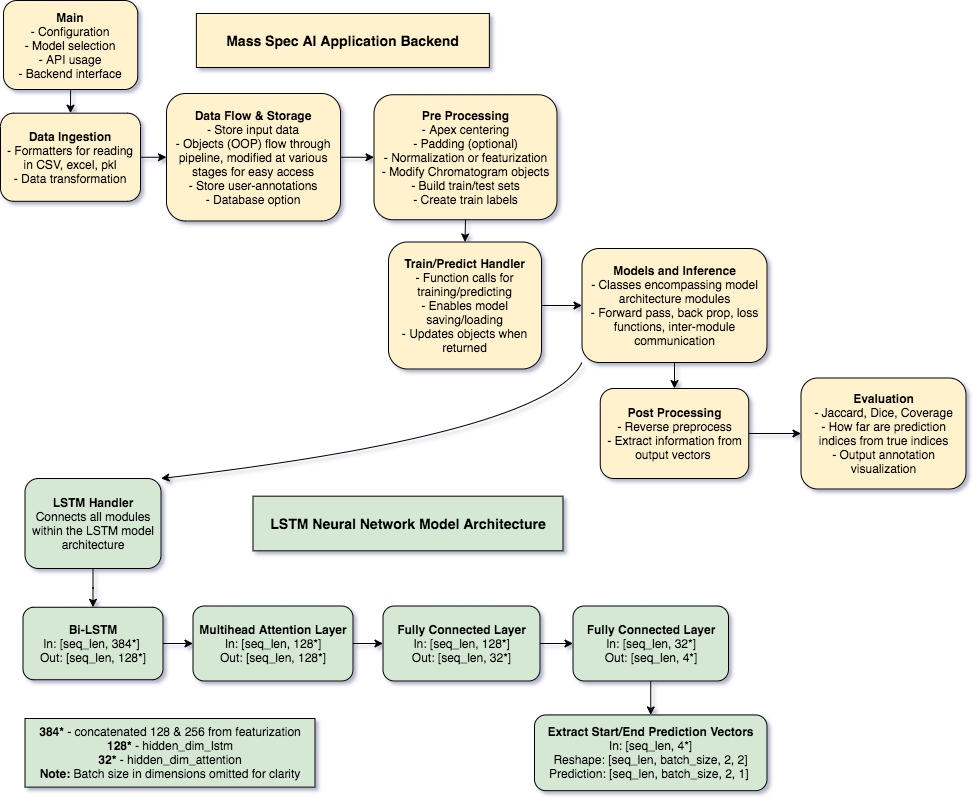 Main
- Configuration
- Model selection
- API usage
- Backend interface
Mass Spec AI Application Backend
Data Ingestion
- Formatters for reading
in CSV, excel, pkl
- Data transformation
Data Flow & Storage
- Store input data
- Objects (OOP) flow through
pipeline, modified at various
stages for easy access
- Store user-annotations
- Database option
Pre Processing
- Apex centering
- Padding (optional)
- Normalization or featurization
- Modify Chromatogram objects
- Build train/test sets
- Create train labels
Train/Predict Handler
- Function calls for
training/predicting
- Enables model
saving/loading
- Updates objects when
returned
Models and Inference
- Classes encompassing model
architecture modules
- Forward pass, back prop, loss
functions, inter-module
communication
Post Processing
- Reverse preprocess
- Extract information from
output vectors
Evaluation
- Jaccard, Dice, Coverage
- How far are prediction
indices from true indices
- Output annotation
visualization
LSTM Handler
Connects all modules
within the LSTM model
architecture
LSTM Neural Network Model Architecture
Bi-LSTM
In: [seq_len, 384*]
Out: [seq_len, 128*]
Multihead Attention Layer
In: [seq_len, 128*]
Out: [seq_len, 128*]
Fully Connected Layer
In: [seq_len, 128*]
Out: [seq_len, 32*]
Fully Connected Layer
In: [seq_len, 32*]
Out: [seq_len, 4*]
Extract Start/End Prediction Vectors
In: [seq_len, 4*]
Reshape: [seq_len, batch_size, 2, 2]
Prediction: [seq_len, batch_size, 2, 1]
384* - concatenated 128 & 256 from featurization
128* - hidden_dim_lstm
32* - hidden_dim_attention
Note: Batch size in dimensions omitted for clarity